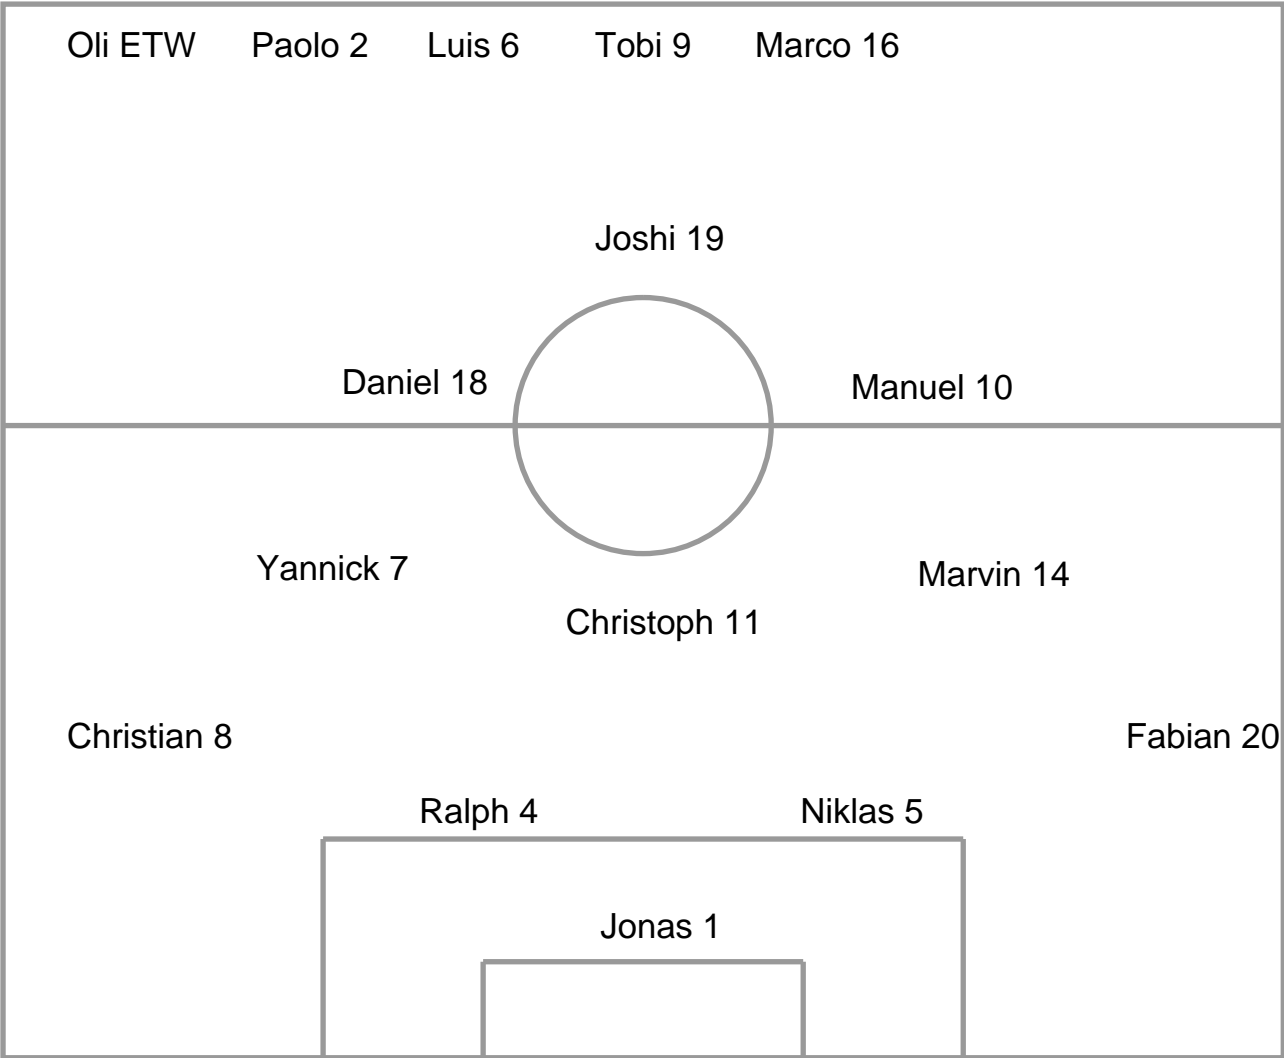 Oli ETW Paolo 2 Luis 6 Tobi 9 Marco 16
Joshi 19
Daniel 18 Manuel 10
Yannick 7 Marvin 14
Christoph 11
Christian 8 Fabian 20
Ralph 4 Niklas 5
Jonas 1